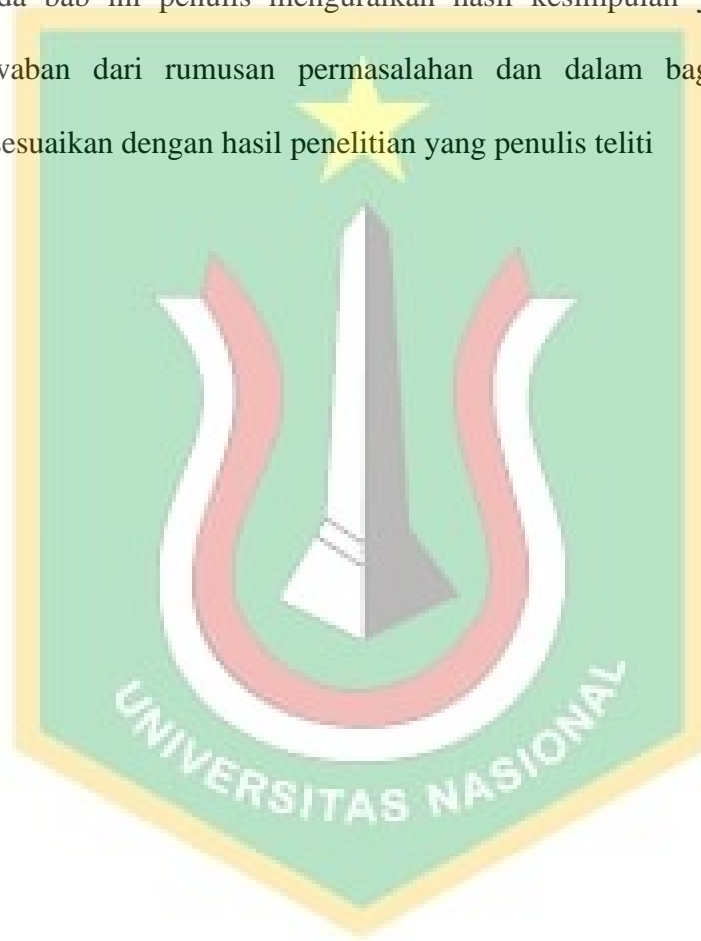 da bab ini penulis menguraikan hasil kesimpulan
vaban dari rumusan permasalahan dan dalam bag
esuaikan dengan hasil penelitian yang penulis teliti
UNIVERSITAS NASIONAL